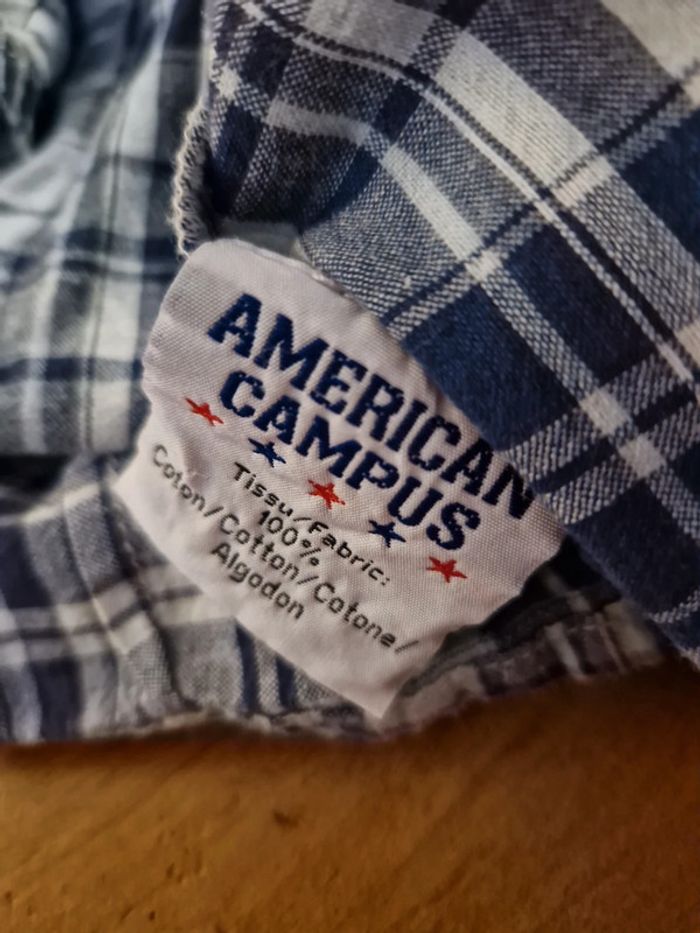 AMERICAN
CAMPUS
Tissu/Fabric:
100%
Coton/Cotton/Cotone/
Algodon